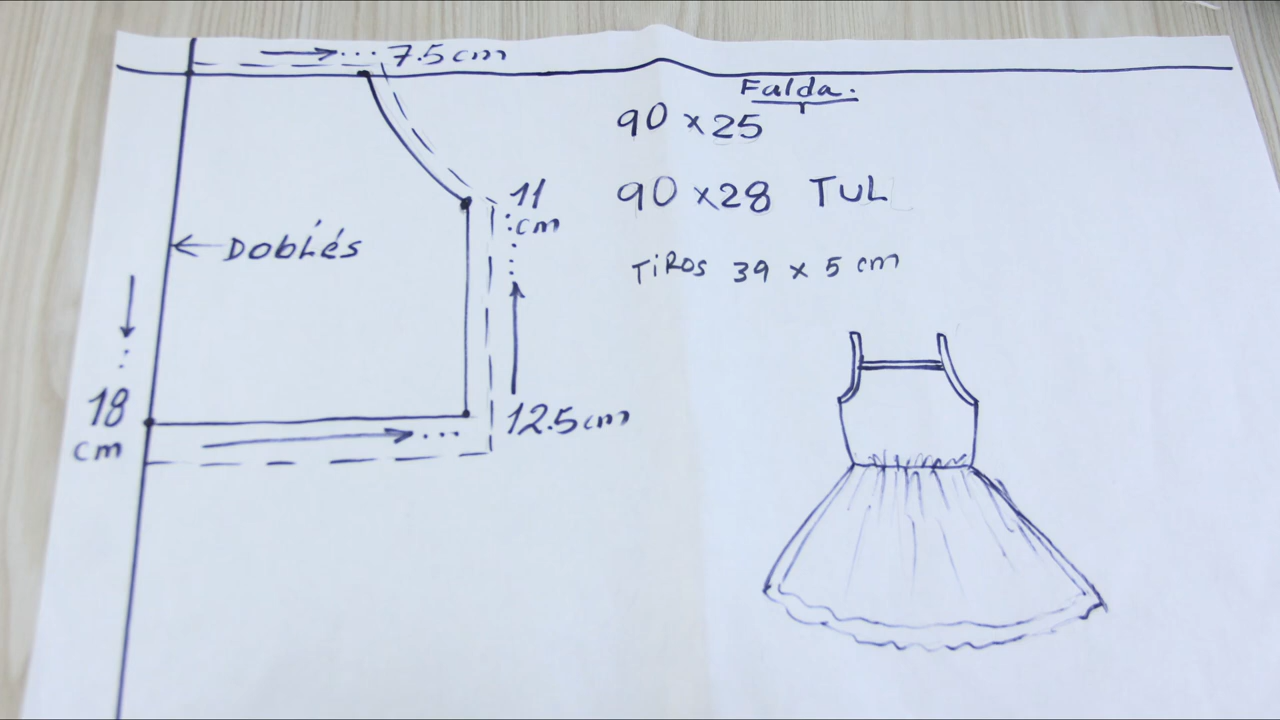 7.5cm
Falda.
90 x 25
11
cm
90 x 28 TUL
DOBLÉS
TiROS 39 x 5 cm
18
cm
12.5cm